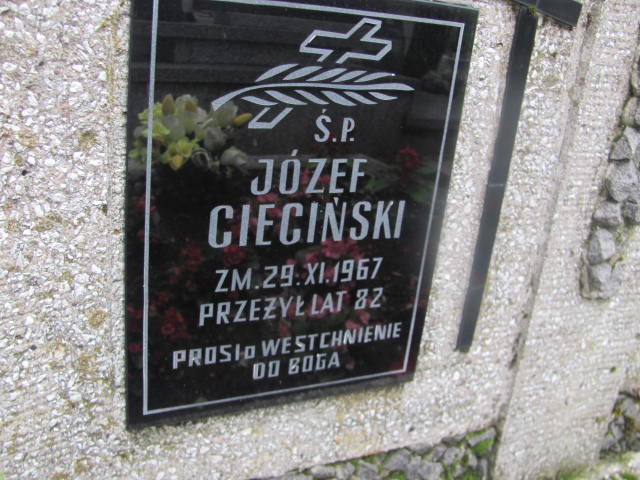 Ś.P.
JÓZEF
CIECIŃSKI
ZM.29.XI.1967
PRZEŻYŁ LAT 82
PROSI O WESTCHNIENIE
DO BOGA